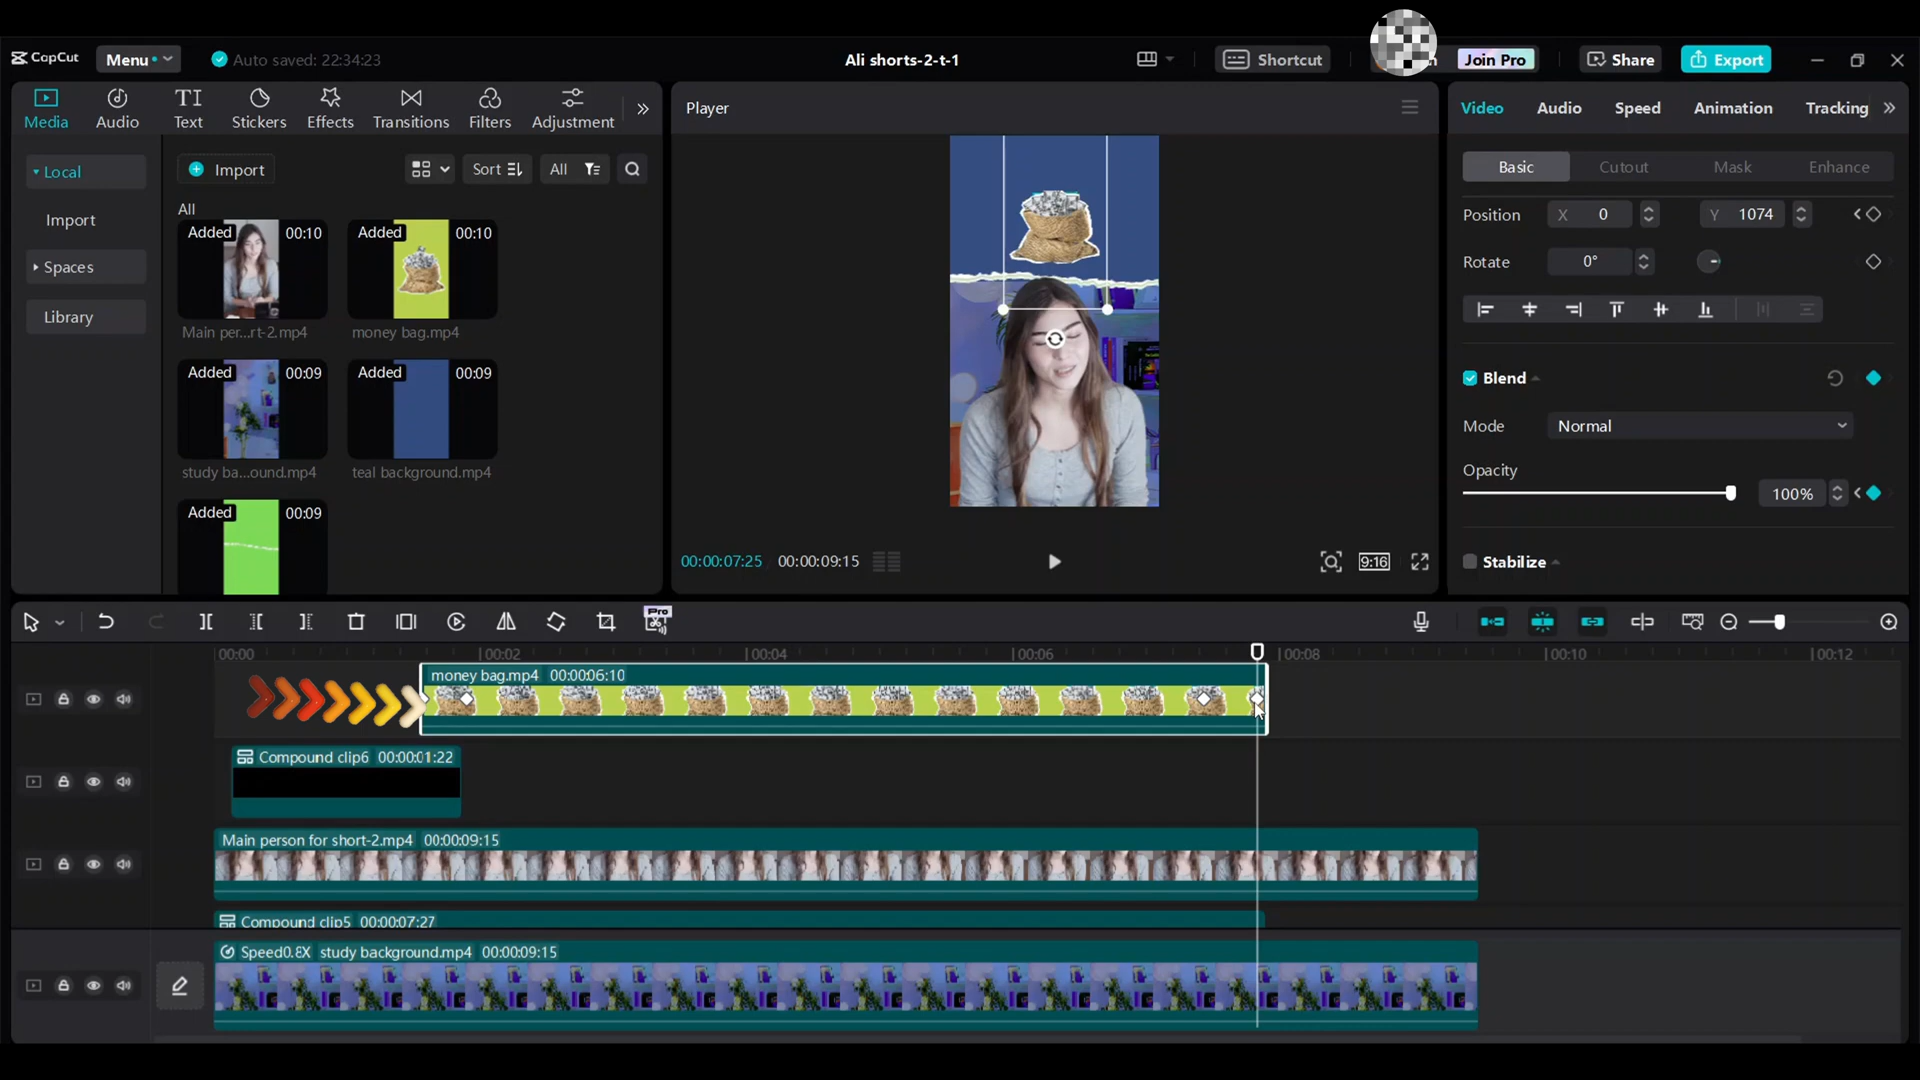 CapCut
Menu
Auto saved: 22:34:23
Ali shorts-2-t-1
Shortcut
Join Pro
Share
Export
Media
Audio
Text
Stickers
Effects
Transitions
Filters
Adjustment
Player
Video
Audio
Speed
Animation
Tracking
Local
Import
Spaces
Library
Import
Sort
All
All
Added 00:10
Added 00:10
Main per...rt-2.mp4
money bag.mp4
Added 00:09
Added 00:09
study ba...ound.mp4
teal background.mp4
Added 00:09
00:00:07:25
00:00:09:15
9:16
Basic
Cutout
Mask
Enhance
Position X 0 Y 1074
Rotate 0°
Blend
Mode Normal
Opacity
100%
Stabilize
Pro
00:00
00:02
00:04
00:06
00:08
00:10
00:12
money bag.mp4 00:00:06:10
Compound clip6 00:00:01:22
Main person for short-2.mp4 00:00:09:15
Compound clip5 00:00:07:27
Speed0.8X study background.mp4 00:00:09:15